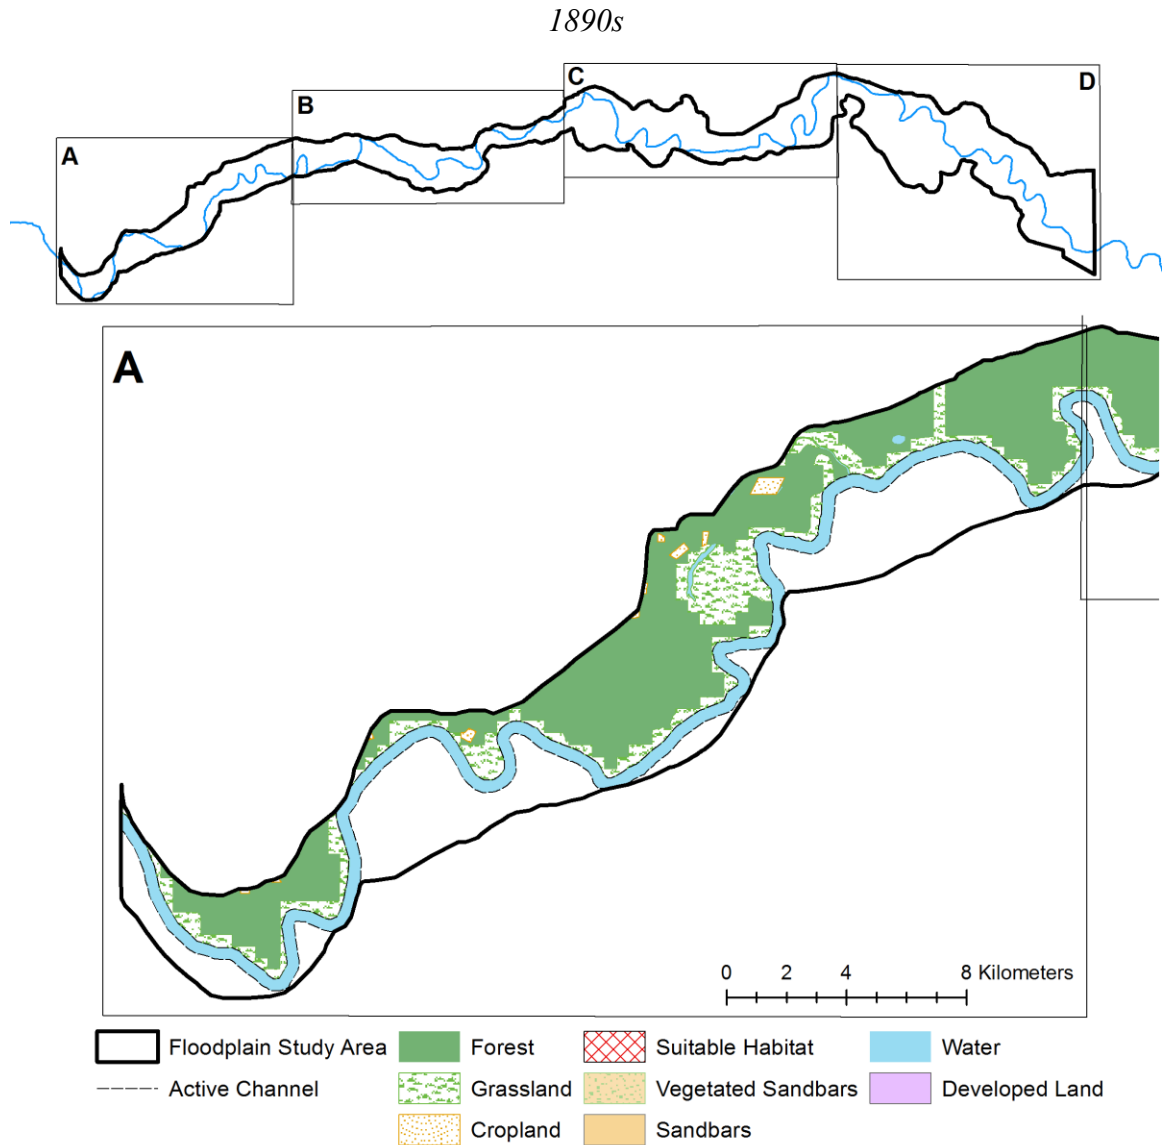 1890s
A
B
C
D
A
0 2 4 8 Kilometers
Floodplain Study Area
Forest
Suitable Habitat
Water
Active Channel
Grassland
Vegetated Sandbars
Developed Land
Cropland
Sandbars